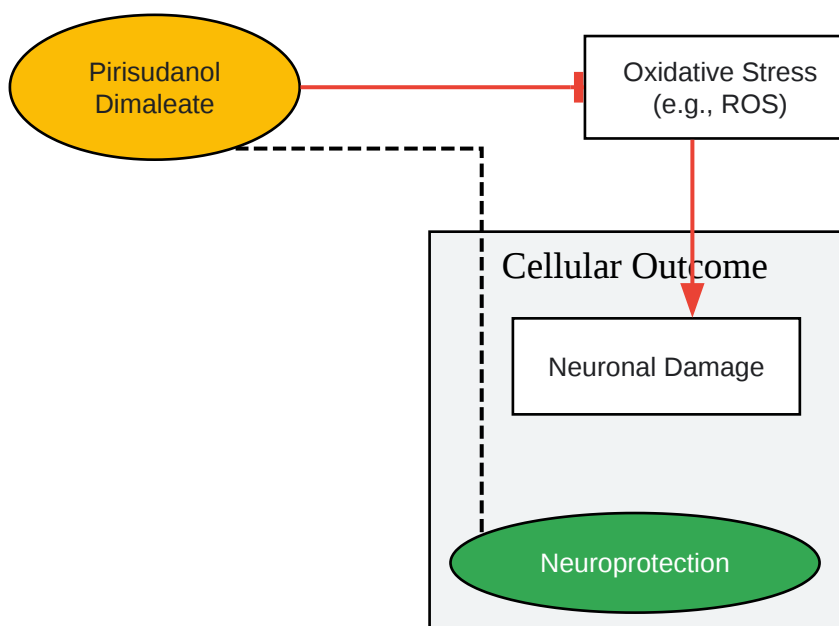 Pirisudanol
Dimaleate
Oxidative Stress
(e.g., ROS)
Cellular Outcome
Neuronal Damage
Neuroprotection